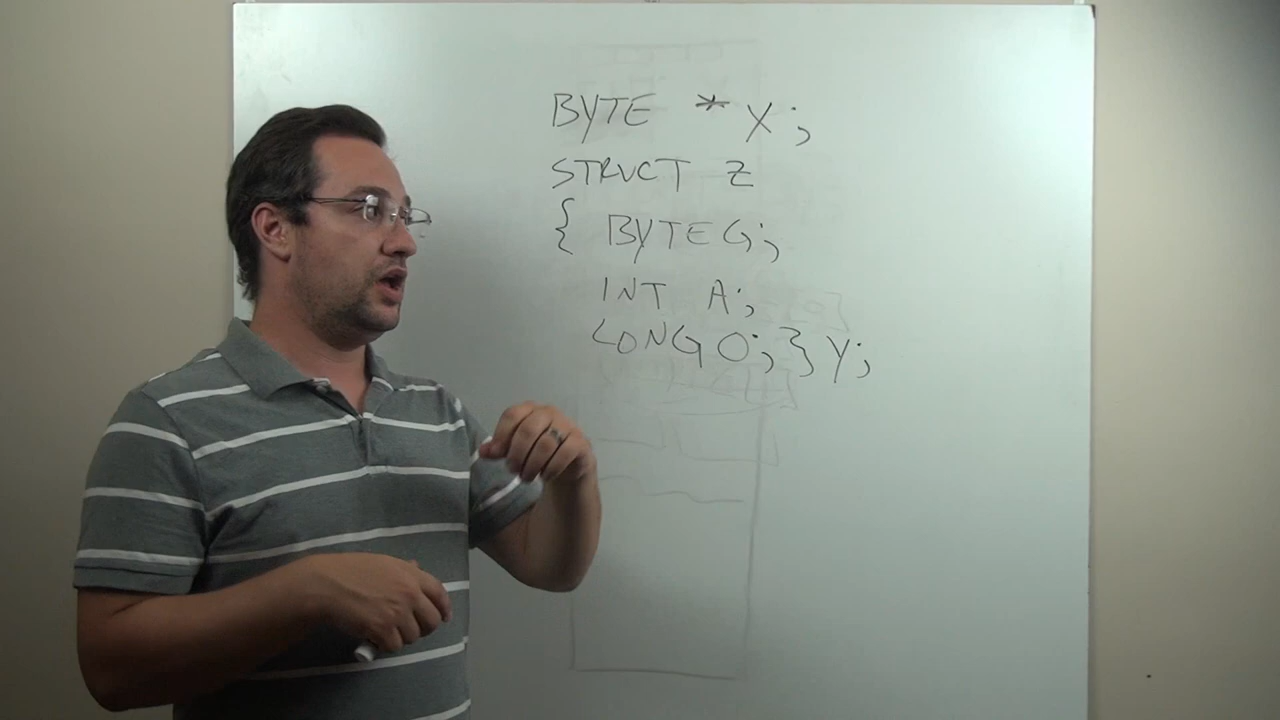 BYTE * X;
STRUCT Z
{ BYTE G;
INT A;
LONG O; } Y;